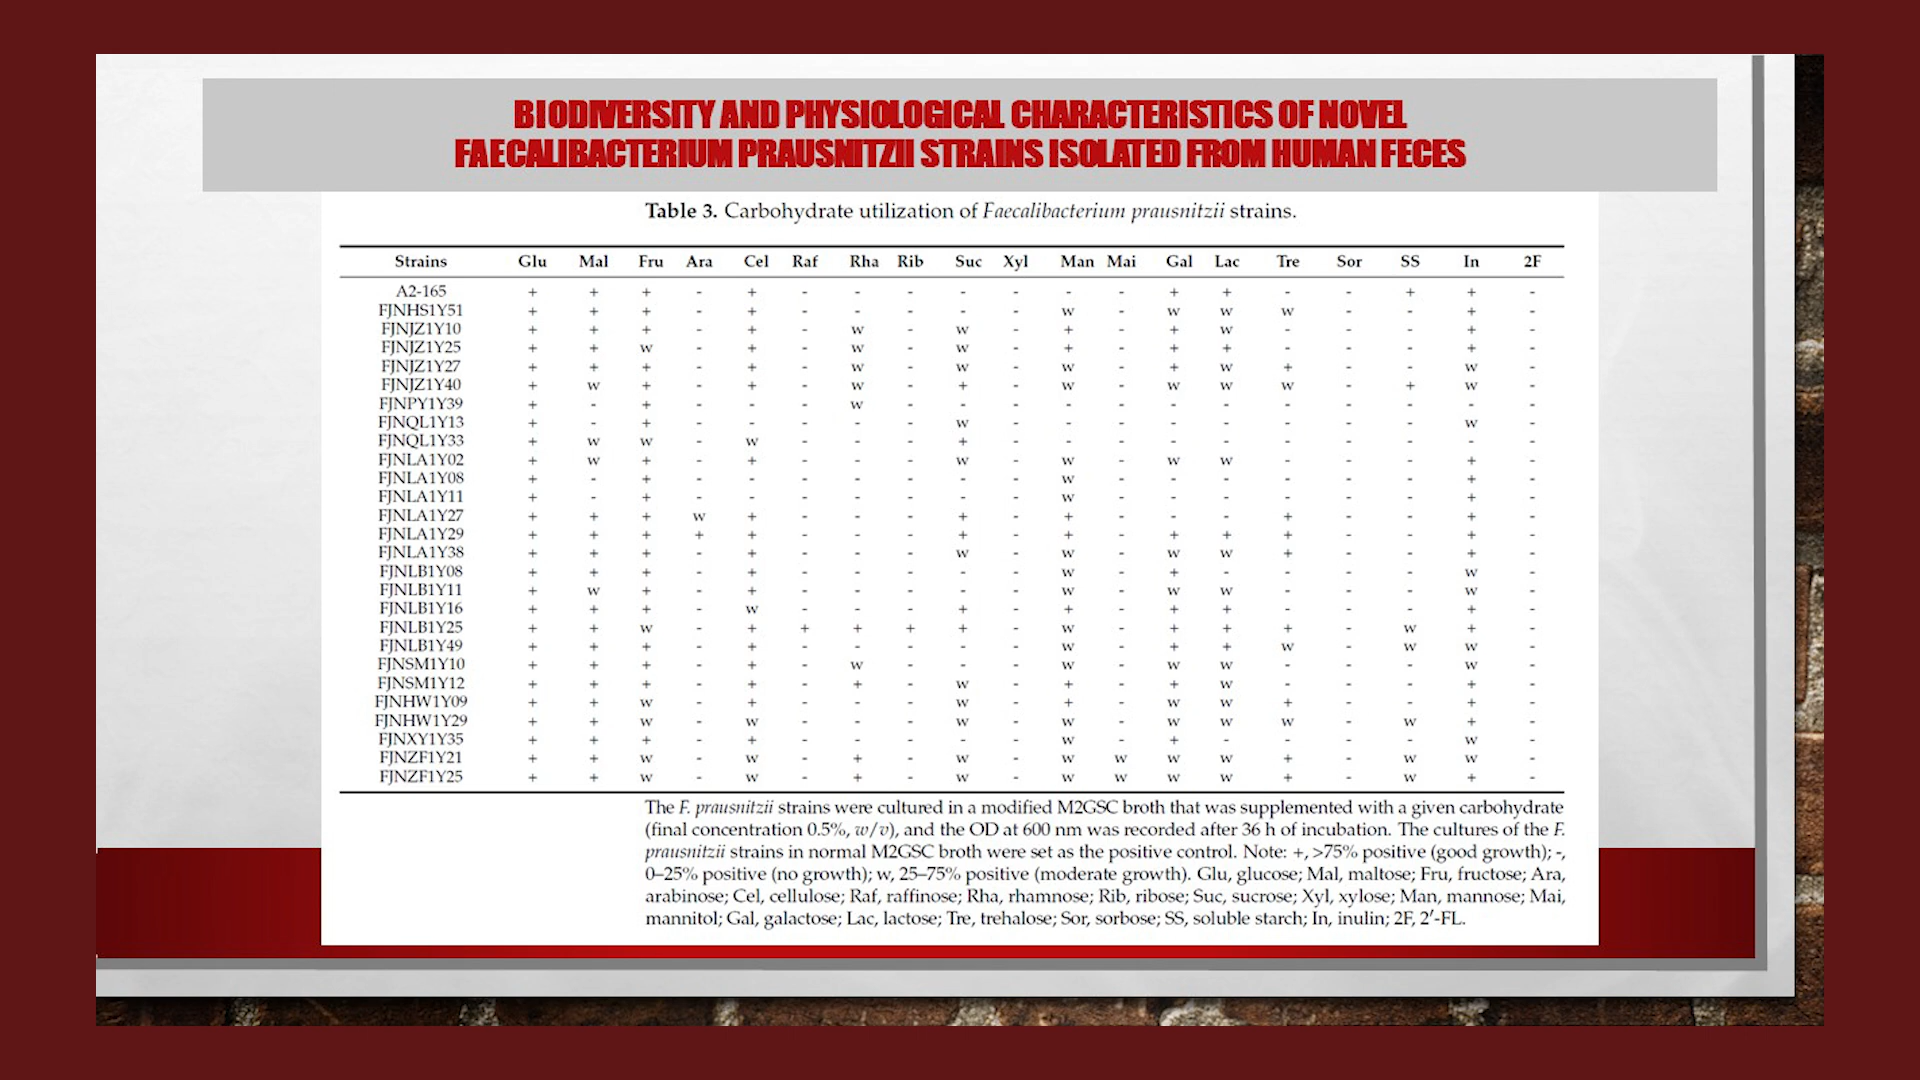 BIODIVERSITY AND PHYSIOLOGICAL CHARACTERISTICS OF NOVEL
FAECALIBACTERIUM PRAUSNITZII STRAINS ISOLATED FROM HUMAN FECES
Table 3. Carbohydrate utilization of Faecalibacterium prausnitzii strains.
Strains Glu Mal Fru Ara Cel Raf Rha Rib Suc Xyl Man Mai Gal Lac Tre Sor SS In 2F
A2-165 + + + - + - - - - - - - + + - - + + -
FJNHS1Y51 + + + - + - - - - - w - w w w - - + -
FJNJZ1Y10 + + + - + - w - w - + - + w - - - + -
FJNJZ1Y25 + + w - + - w - w - + - + + - - - + -
FJNJZ1Y27 + + + - + - w - w - w - + w + - - w -
FJNJZ1Y40 + w + - + - w - + - w - w w w - + w -
FJNPY1Y39 + - + - - - w - - - - - - - - - - - -
FJNQL1Y13 + - + - - - - - w - - - - - - - - w -
FJNQL1Y33 + w w - w - - - + - - - - - - - - - -
FJNLA1Y02 + w + - + - - - w - w - w w - - - + -
FJNLA1Y08 + - + - - - - - - - w - - - - - - + -
FJNLA1Y11 + - + - - - - - - - w - - - - - - + -
FJNLA1Y27 + + + w + - - - + - + - - - + - - + -
FJNLA1Y29 + + + + + - - - + - + - + + + - - + -
FJNLA1Y38 + + + - + - - - w - w - w w + - - + -
FJNLB1Y08 + + + - + - - - - - w - + - - - - w -
FJNLB1Y11 + w + - + - - - - - w - w w - - - w -
FJNLB1Y16 + + + - w - - - + - + - + + - - - + -
FJNLB1Y25 + + w - + + + + + - w - + + + - w + -
FJNLB1Y49 + + + - + - - - - - w - + + w - w w -
FJNSM1Y10 + + + - + - w - - - w - w w - - - w -
FJNSM1Y12 + + + - + - + - w - + - + w - - - + -
FJNHW1Y09 + + w - + - - - w - + - w w + - - + -
FJNHW1Y29 + + w - w - - - w - w - w w w - w + -
FJNXY1Y35 + + + - + - - - - - w - + - - - - w -
FJNZF1Y21 + + w - w - + - w - w w w w + - w w -
FJNZF1Y25 + + w - w - + - w - w w w w + - w + -
The F. prausnitzii strains were cultured in a modified M2GSC broth that was supplemented with a given carbohydrate
(final concentration 0.5%, w/v), and the OD at 600 nm was recorded after 36 h of incubation. The cultures of the F.
prausnitzii strains in normal M2GSC broth were set as the positive control. Note: +, >75% positive (good growth); -,
0–25% positive (no growth); w, 25–75% positive (moderate growth). Glu, glucose; Mal, maltose; Fru, fructose; Ara,
arabinose; Cel, cellulose; Raf, raffinose; Rha, rhamnose; Rib, ribose; Suc, sucrose; Xyl, xylose; Man, mannose; Mai,
mannitol; Gal, galactose; Lac, lactose; Tre, trehalose; Sor, sorbose; SS, soluble starch; In, inulin; 2F, 2′-FL.